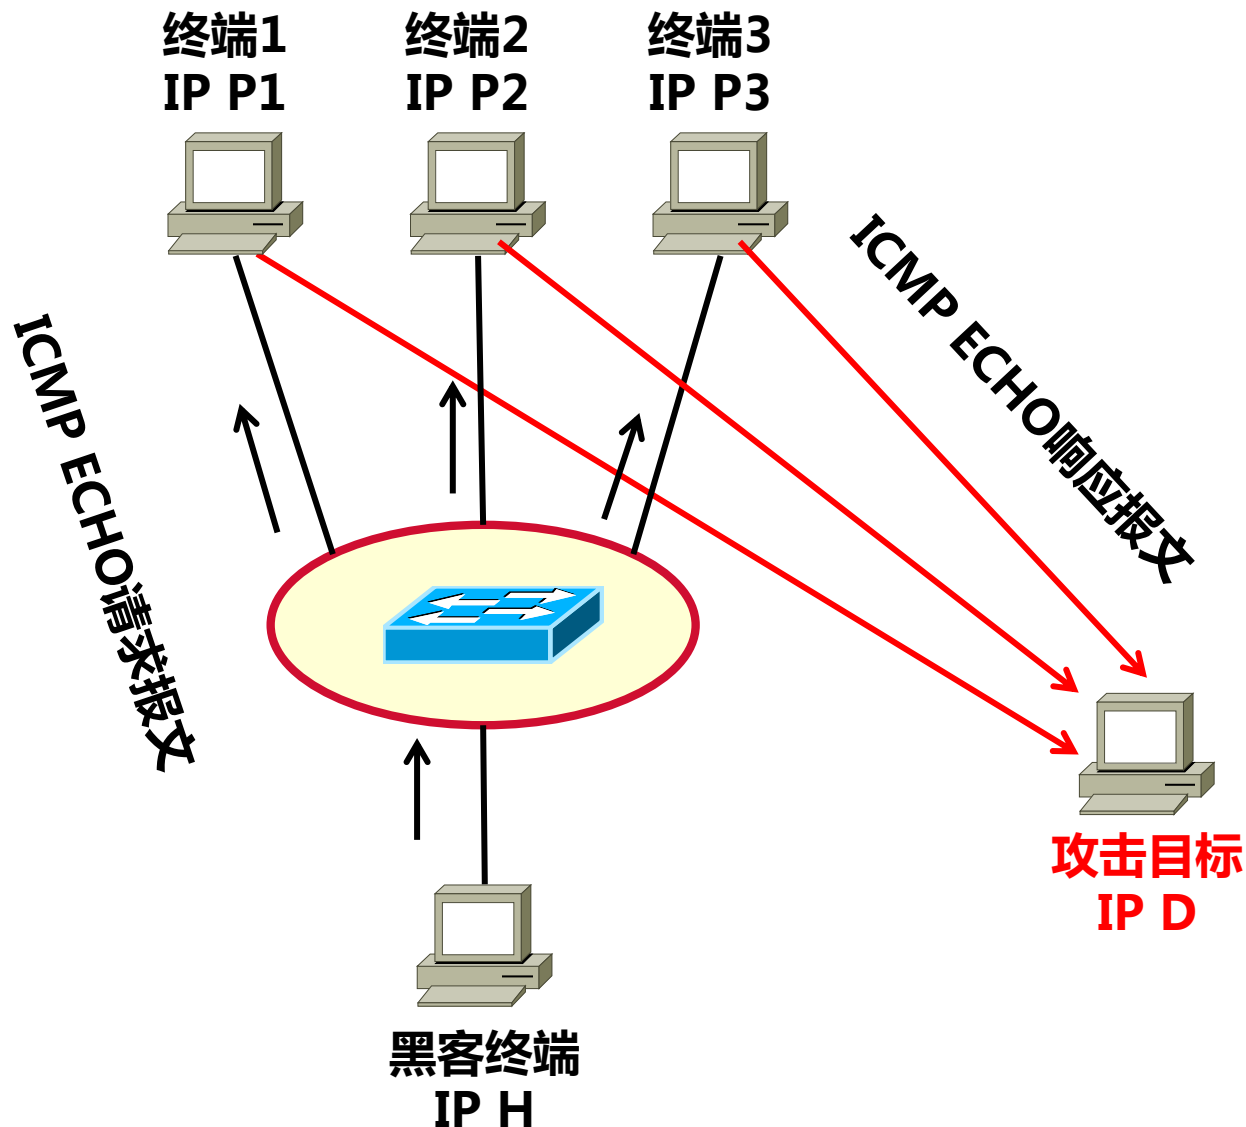 终端1
IP P1
终端2
IP P2
终端3
IP P3
ICMP ECHO请求报文
ICMP ECHO响应报文
攻击目标
IP D
黑客终端
IP H